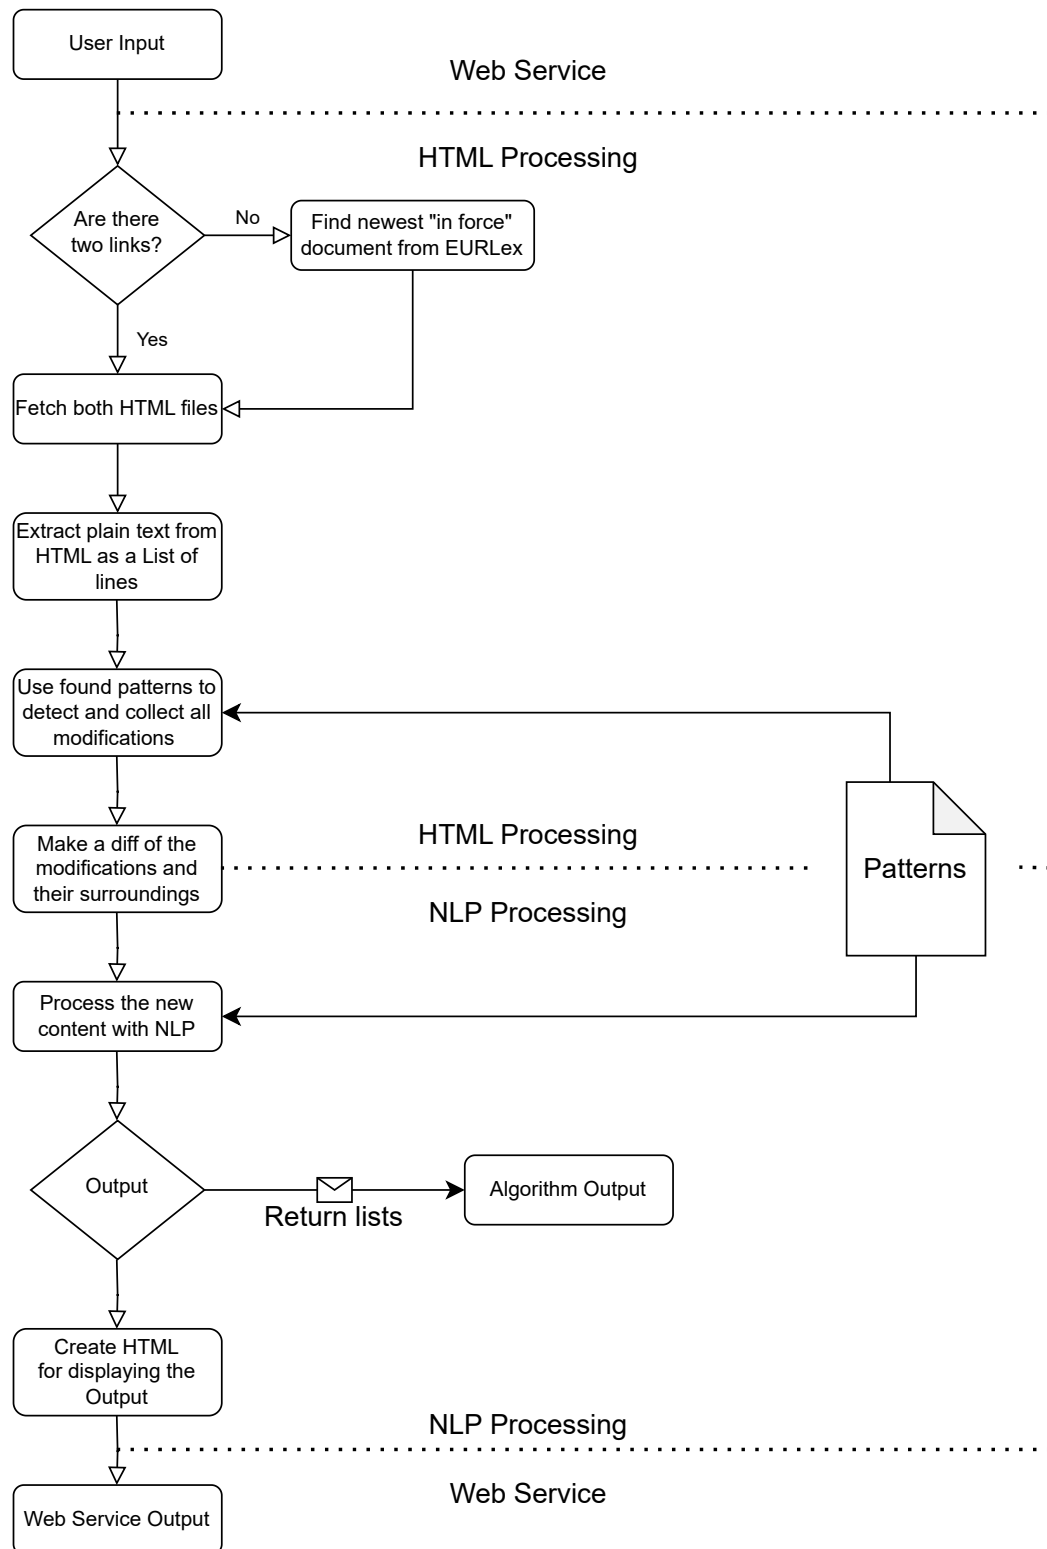 User Input
Web Service
HTML Processing
Are there
two links?
No
Find newest "in force"
document from EURLex
Yes
Fetch both HTML files
Extract plain text from
HTML as a List of
lines
Use found patterns to
detect and collect all
modifications
Make a diff of the
modifications and
their surroundings
HTML Processing
Patterns
NLP Processing
Process the new
content with NLP
Output
Return lists
Algorithm Output
Create HTML
for displaying the
Output
NLP Processing
Web Service
Web Service Output